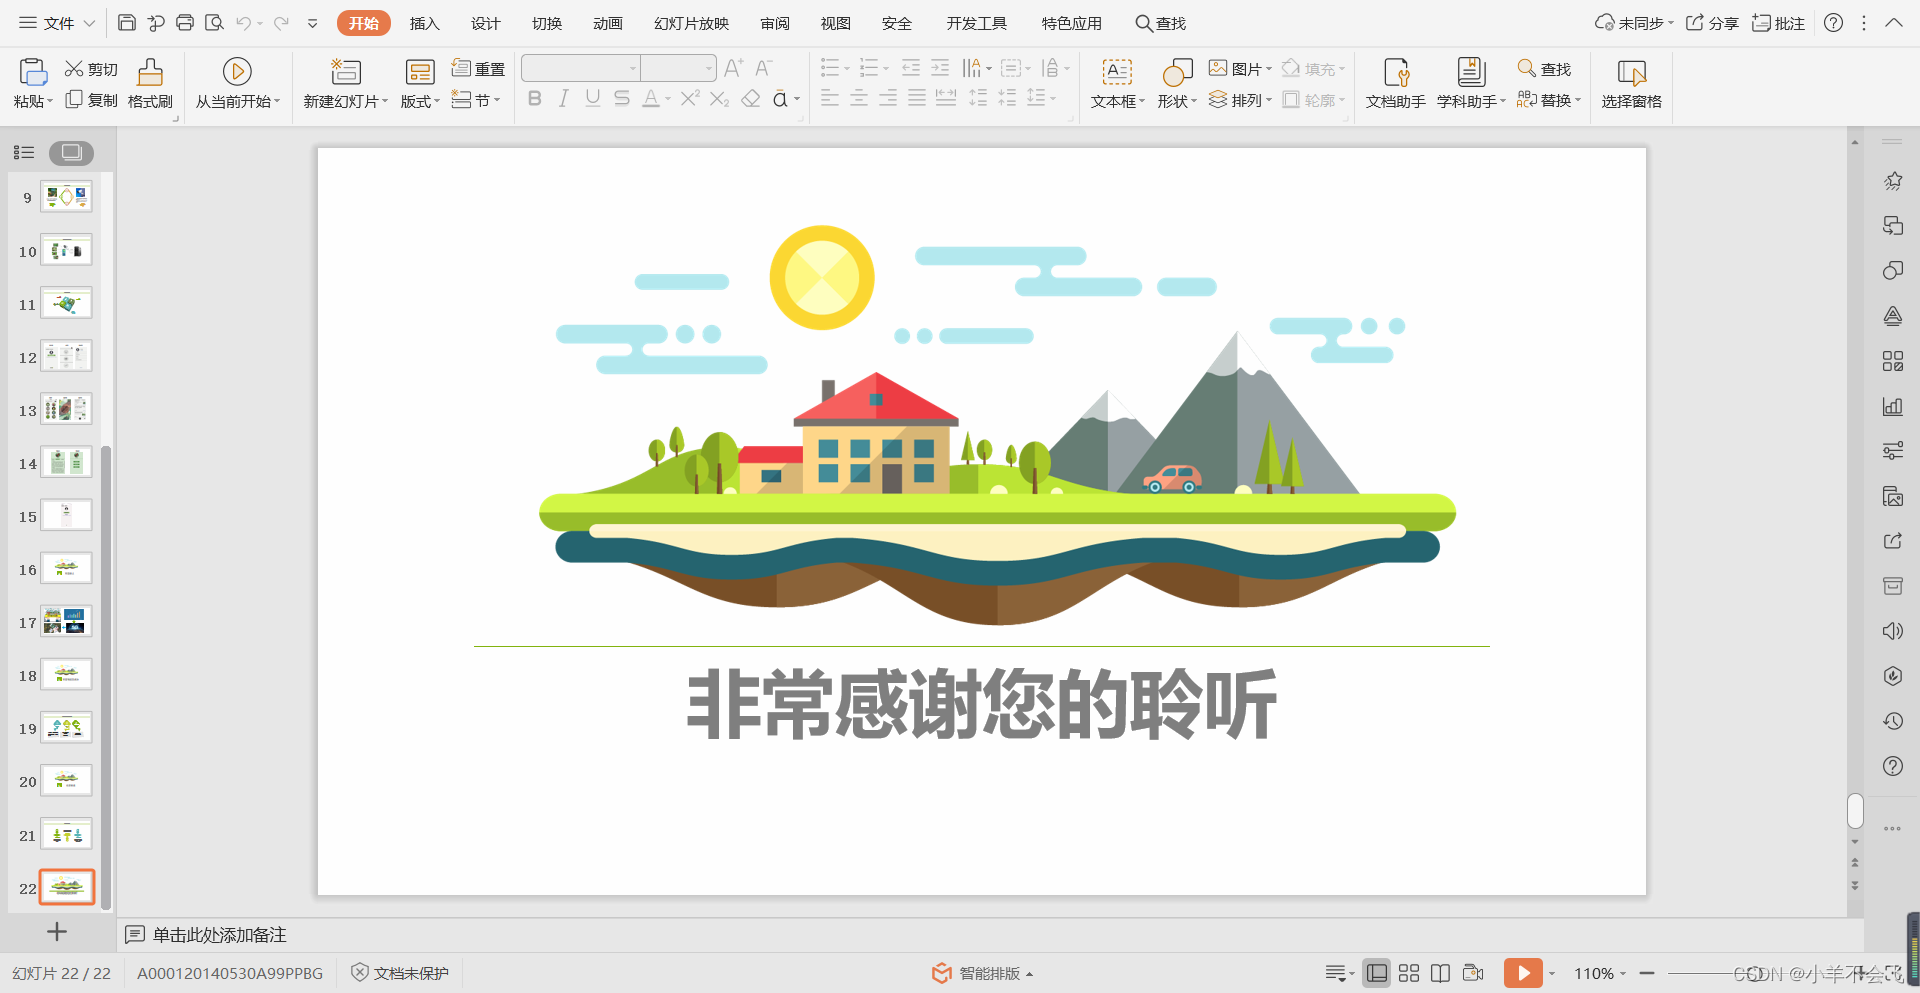 文件
开始
插入
设计
切换
动画
幻灯片放映
审阅
视图
安全
开发工具
特色应用
查找
未同步
分享
批注
粘贴
剪切
复制
格式刷
从当前开始
新建幻灯片
版式
重置
节
文本框
形状
图片
排列
填充
轮廓
文档助手
学科助手
查找
替换
选择窗格
9
10
11
12
13
14
15
16
17
18
19
20
21
22
非常感谢您的聆听
单击此处添加备注
幻灯片 22 / 22
A000120140530A99PPBG
文档未保护
智能排版
110%
CSDN @小羊不会飞